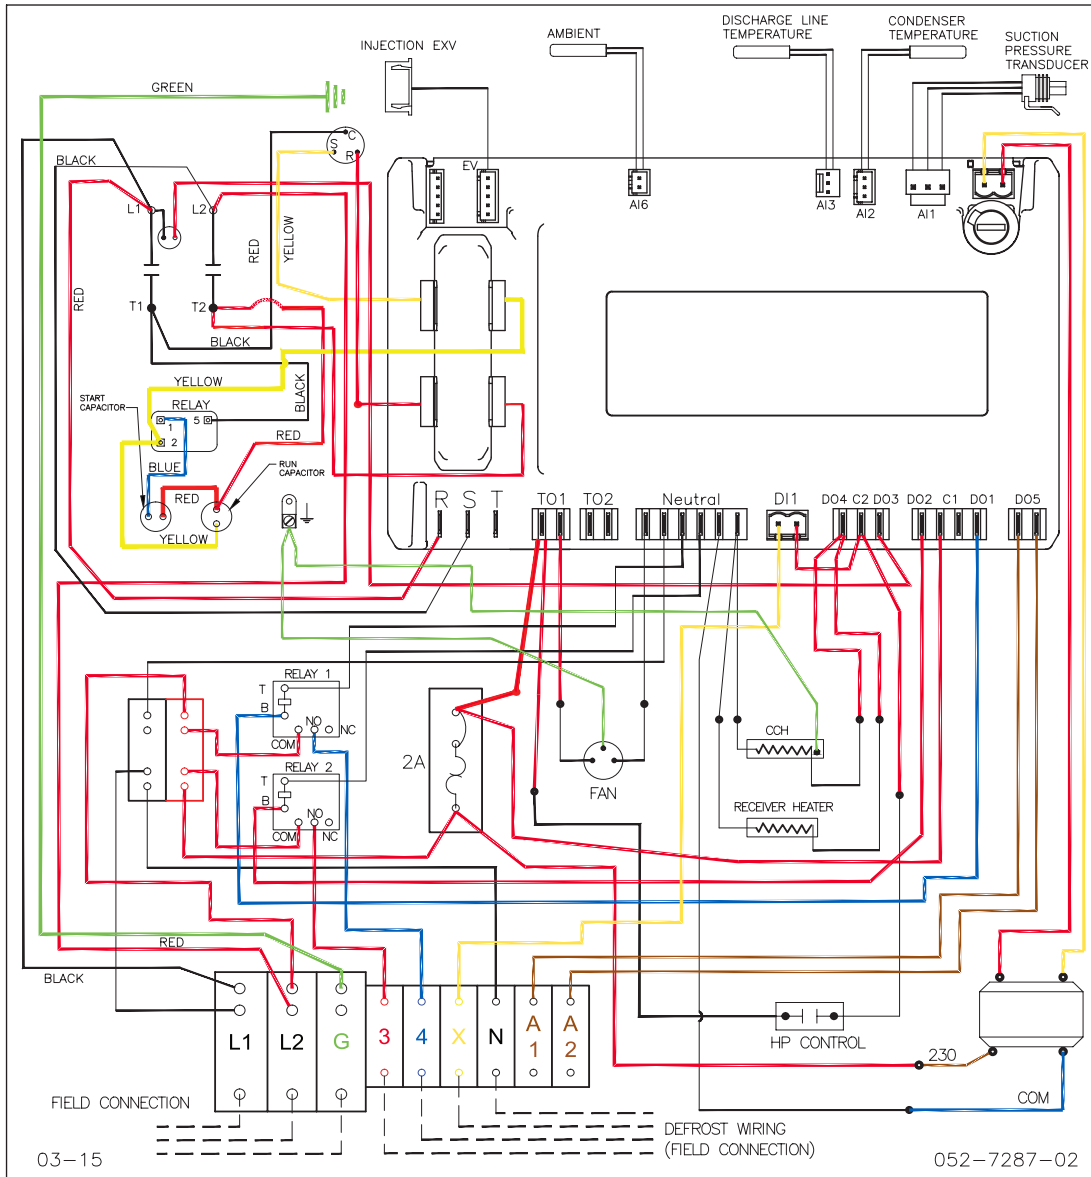 DISCHARGE LINE
TEMPERATURE
CONDENSER
TEMPERATURE
AMBIENT
SUCTION
PRESSURE
TRANSDUCER
INJECTION EXV
GREEN
C
S
R
BLACK
EV
AI6
AI3
AI2
AI1
L1
L2
RED
YELLOW
RED
T1
T2
BLACK
YELLOW
BLACK
START
CAPACITOR
RELAY
1
5
2
RED
BLUE
RUN
CAPACITOR
RED
YELLOW
R
S
T
TO1
TO2
Neutral
DI1
DO4
C2
DO3
DO2
C1
DO1
DO5
RELAY 1
T
B
NO
NC
COM
RELAY 2
T
B
NO
NC
COM
2A
FAN
CCH
RECEIVER HEATER
RED
BLACK
L1
L2
G
3
4
X
N
A
1
A
2
HP CONTROL
230
COM
FIELD CONNECTION
DEFROST WIRING
(FIELD CONNECTION)
03-15
052-7287-02